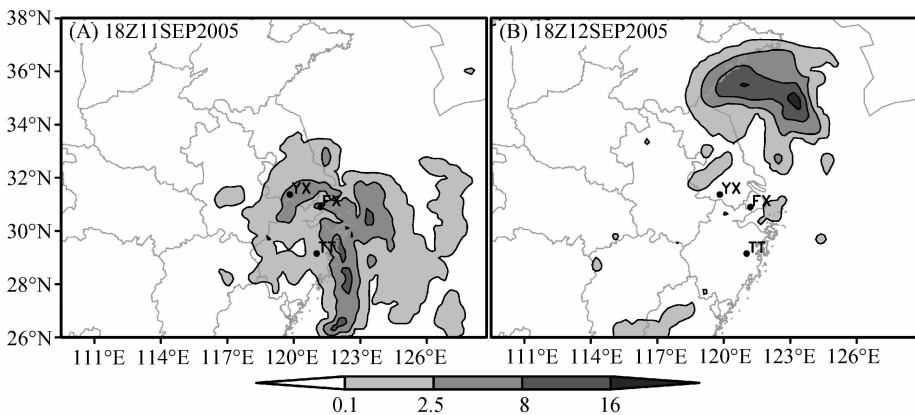 (A) 18Z11SEP2005
(B) 18Z12SEP2005
38°N
36°N
34°N
32°N
30°N
28°N
26°N
YX
FX
TT
YX
FX
TT
111°E 114°E 117°E 120°E 123°E 126°E
111°E 114°E 117°E 120°E 123°E 126°E
0.1 2.5 8 16